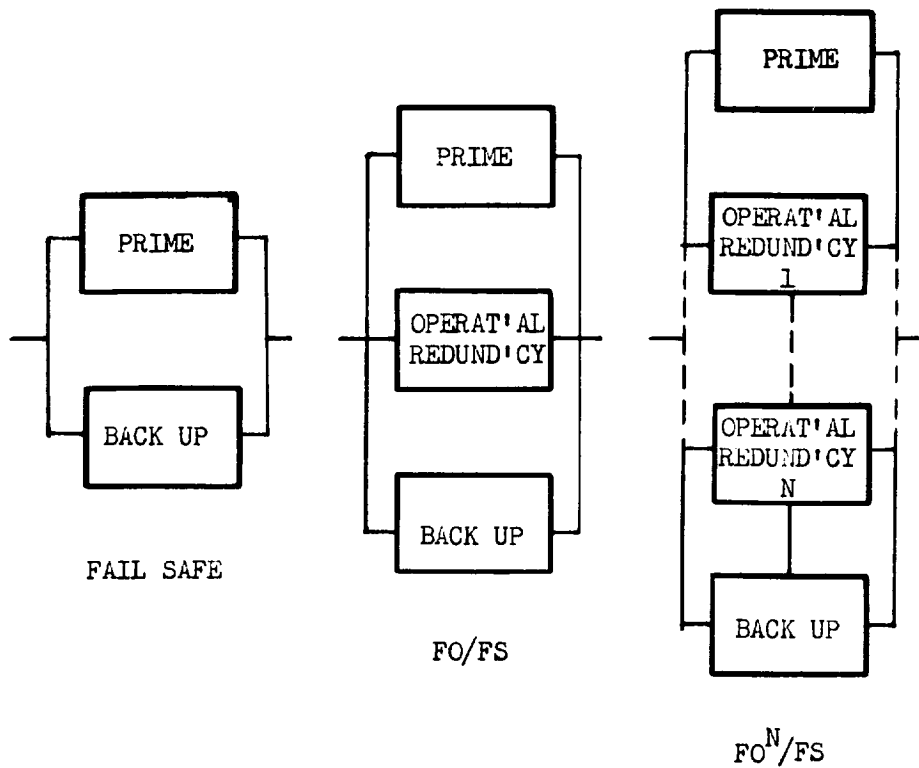 PRIME
BACK UP
FAIL SAFE
PRIME
OPERAT'AL
REDUND'CY
BACK UP
FO/FS
PRIME
OPERAT'AL
REDUND'CY
1
OPERAT'AL
REDUND'CY
N
BACK UP
FO^N/FS